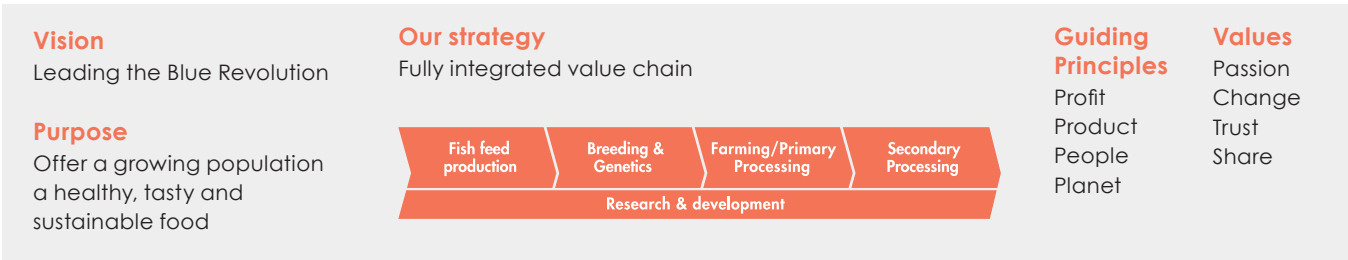 Vision
Leading the Blue Revolution
Purpose
Offer a growing population
a healthy, tasty and
sustainable food
Our strategy
Fully integrated value chain
Fish feed
production
Breeding &
Genetics
Farming/Primary
Processing
Secondary
Processing
Research & development
Guiding
Principles
Profit
Product
People
Planet
Values
Passion
Change
Trust
Share